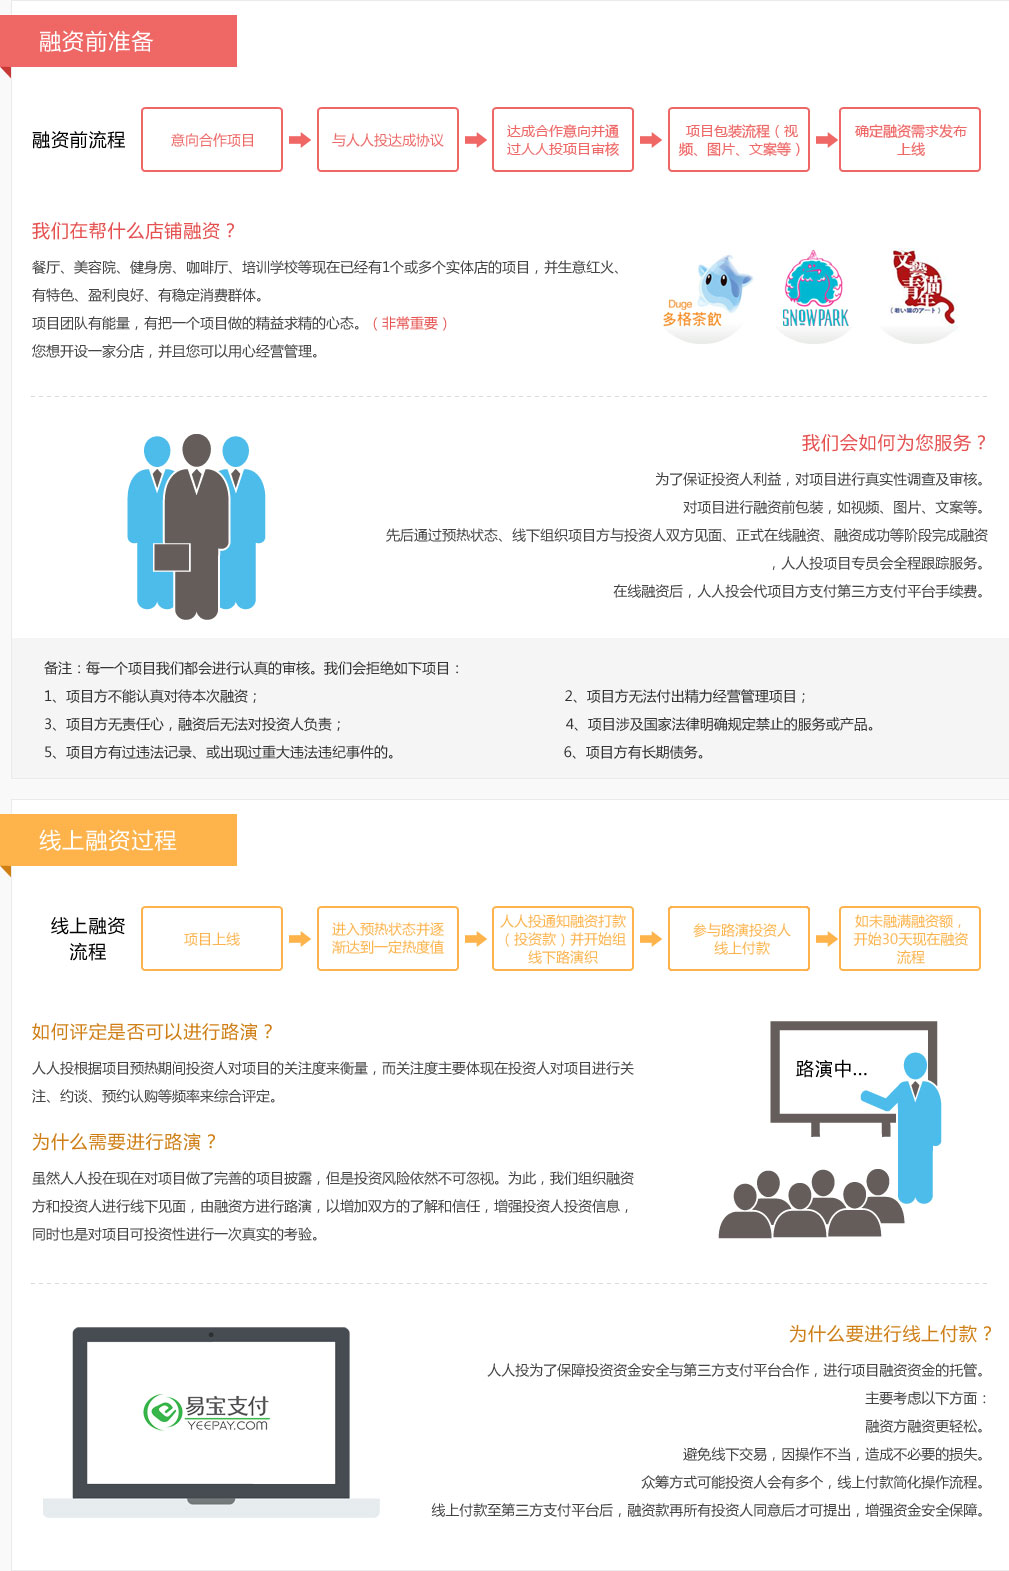 融资前准备
融资前流程
意向合作项目
与人人投达成协议
达成合作意向并通
过人人投项目审核
项目包装流程（视
频、图片、文案等）
确定融资需求发布
上线
我们在帮什么店铺融资？
餐厅、美容院、健身房、咖啡厅、培训学校等现在已经有1个或多个实体店的项目，并生意红火、
有特色、盈利良好、有稳定消费群体。
项目团队有能量，有把一个项目做的精益求精的心态。（非常重要）
您想开设一家分店，并且您可以用心经营管理。
Duge
多格茶飲
SNOWPARK
文艺
青年
猫
我们会如何为您服务？
为了保证投资人利益，对项目进行真实性调查及审核。
对项目进行融资前包装，如视频、图片、文案等。
先后通过预热状态、线下组织项目方与投资人双方见面、正式在线融资、融资成功等阶段完成融资
，人人投项目专员会全程跟踪服务。
在线融资后，人人投会代项目方支付第三方支付平台手续费。
备注：每一个项目我们都会进行认真的审核。我们会拒绝如下项目：
1、项目方不能认真对待本次融资；
2、项目方无法付出精力经营管理项目；
3、项目方无责任心，融资后无法对投资人负责；
4、项目涉及国家法律明确规定禁止的服务或产品。
5、项目方有过违法记录、或出现过重大违法违纪事件的。
6、项目方有长期债务。
线上融资过程
线上融资
流程
项目上线
进入预热状态并逐
渐达到一定热度值
人人投通知融资打款
（投资款）并开始组
线下路演织
参与路演投资人
线上付款
如未融满融资额，
开始30天现在融资
流程
如何评定是否可以进行路演？
人人投根据项目预热期间投资人对项目的关注度来衡量，而关注度主要体现在投资人对项目进行关
注、约谈、预约认购等频率来综合评定。
路演中...
为什么需要进行路演？
虽然人人投在现在对项目做了完善的项目披露，但是投资风险依然不可忽视。为此，我们组织融资
方和投资人进行线下见面，由融资方进行路演，以增加双方的了解和信任，增强投资人投资信息，
同时也是对项目可投资性进行一次真实的考验。
易宝支付
YEEPAY.COM
为什么要进行线上付款？
人人投为了保障投资资金安全与第三方支付平台合作，进行项目融资资金的托管。
主要考虑以下方面：
融资方融资更轻松。
避免线下交易，因操作不当，造成不必要的损失。
众筹方式可能投资人会有多个，线上付款简化操作流程。
线上付款至第三方支付平台后，融资款再所有投资人同意后才可提出，增强资金安全保障。